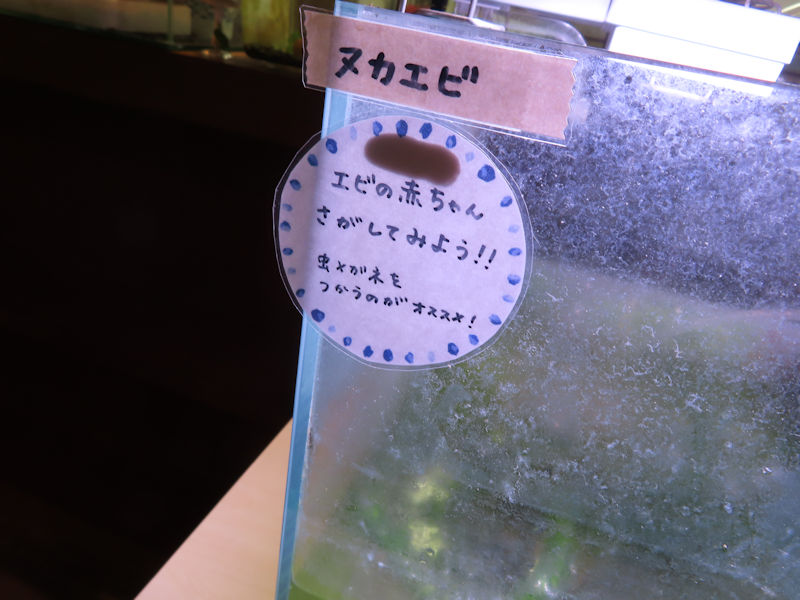 ヌカエビ
エビの赤ちゃん
さがしてみよう!!
虫メガネを
つかうのがオススメ!